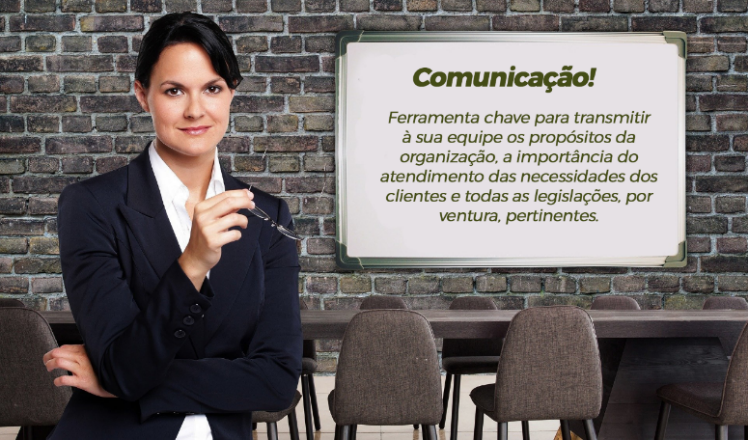 Comunicação!
Ferramenta chave para transmitir
à sua equipe os propósitos da
organização, a importância do
atendimento das necessidades dos
clientes e todas as legislações, por
ventura, pertinentes.